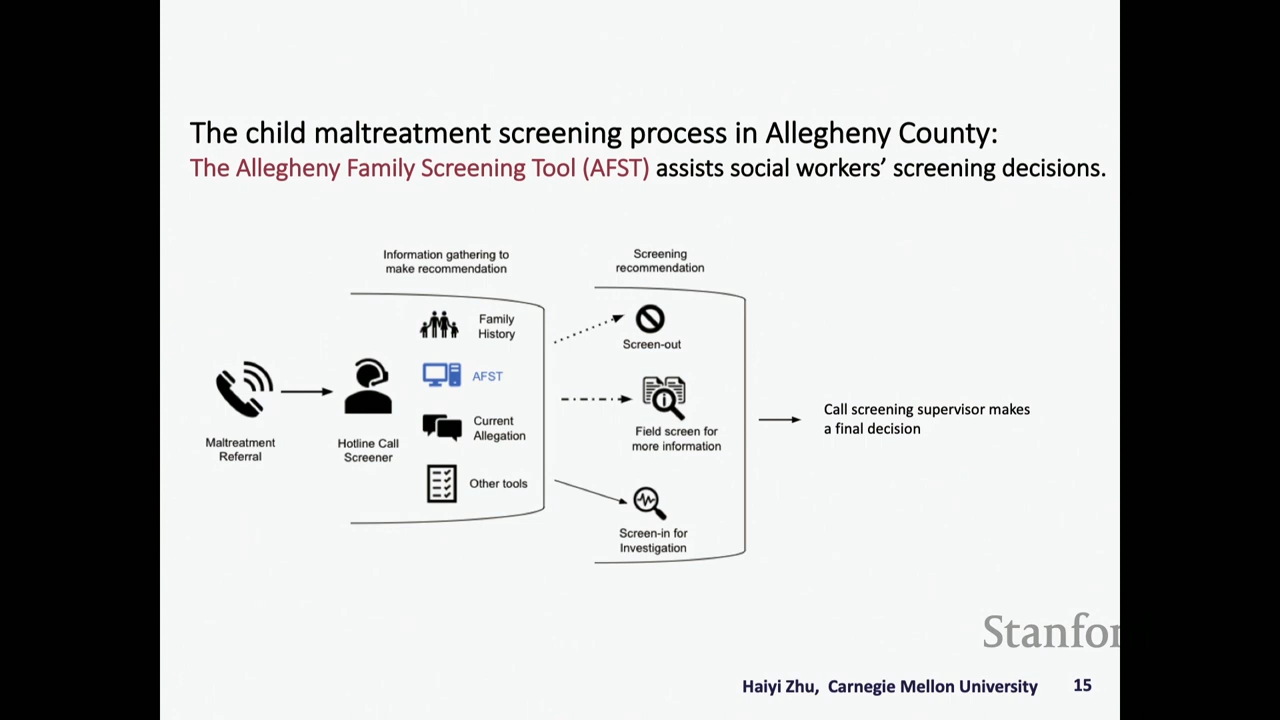 The child maltreatment screening process in Allegheny County:
The Allegheny Family Screening Tool (AFST) assists social workers’ screening decisions.
Information gathering to
make recommendation
Screening
recommendation
Family
History
AFST
Current
Allegation
Other tools
Maltreatment
Referral
Hotline Call
Screener
Screen-out
Field screen for
more information
Screen-in for
Investigation
Call screening supervisor makes
a final decision
Stanfor
Haiyi Zhu, Carnegie Mellon University
15